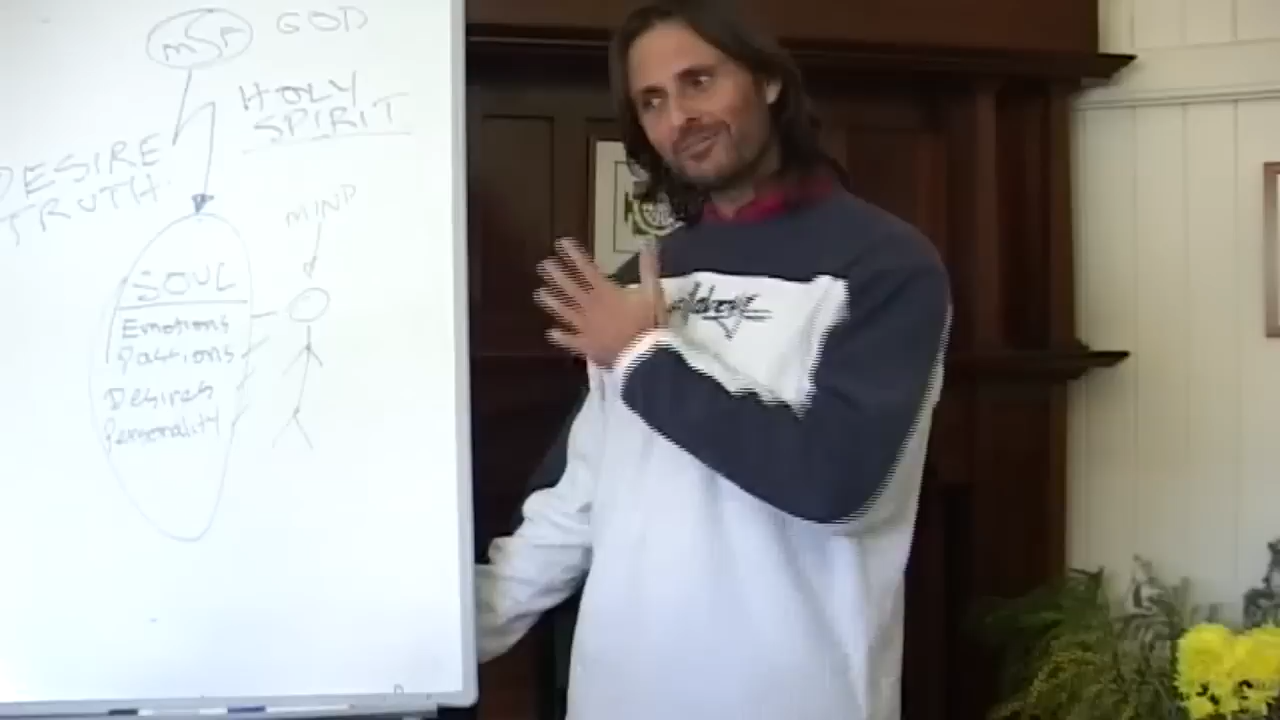 GOD
HOLY
SPIRIT
DESIRE
TRUTH
MIND
SOUL
Emotions
Passions
Desires
Personality